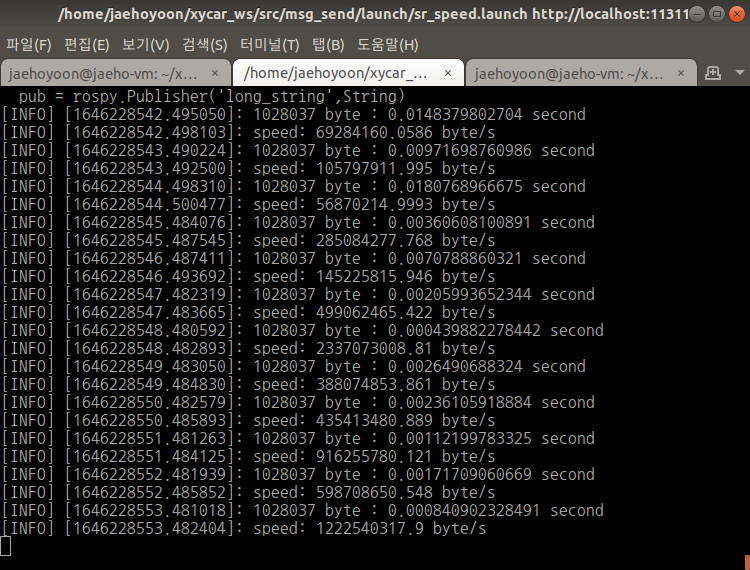 /home/jaehoyoon/xycar_ws/src/msg_send/launch/sr_speed.launch http://localhost:11311
파일(F) 편집(E) 보기(V) 검색(S) 터미널(T) 탭(B) 도움말(H)
jaehoyoon@jaeho-vm: ~/x... × /home/jaehoyoon/xycar_... × jaehoyoon@jaeho-vm: ~/x... ×
pub = rospy.Publisher('long_string',String)
[INFO] [1646228542.495050]: 1028037 byte : 0.0148379802704 second
[INFO] [1646228542.498103]: speed: 69284160.0586 byte/s
[INFO] [1646228543.490224]: 1028037 byte : 0.00971698760986 second
[INFO] [1646228543.492500]: speed: 105797911.995 byte/s
[INFO] [1646228544.498310]: 1028037 byte : 0.0180768966675 second
[INFO] [1646228544.500477]: speed: 56870214.9993 byte/s
[INFO] [1646228545.484076]: 1028037 byte : 0.00360608100891 second
[INFO] [1646228545.487545]: speed: 285084277.768 byte/s
[INFO] [1646228546.487411]: 1028037 byte : 0.0070788860321 second
[INFO] [1646228546.493692]: speed: 145225815.946 byte/s
[INFO] [1646228547.482319]: 1028037 byte : 0.00205993652344 second
[INFO] [1646228547.483665]: speed: 499062465.422 byte/s
[INFO] [1646228548.480592]: 1028037 byte : 0.000439882278442 second
[INFO] [1646228548.482893]: speed: 2337073008.81 byte/s
[INFO] [1646228549.483050]: 1028037 byte : 0.0026490688324 second
[INFO] [1646228549.484830]: speed: 388074853.861 byte/s
[INFO] [1646228550.482579]: 1028037 byte : 0.00236105918884 second
[INFO] [1646228550.485893]: speed: 435413480.889 byte/s
[INFO] [1646228551.481263]: 1028037 byte : 0.00112199783325 second
[INFO] [1646228551.484125]: speed: 916255780.121 byte/s
[INFO] [1646228552.481939]: 1028037 byte : 0.00171709060669 second
[INFO] [1646228552.485852]: speed: 598708650.548 byte/s
[INFO] [1646228553.481018]: 1028037 byte : 0.000840902328491 second
[INFO] [1646228553.482404]: speed: 1222540317.9 byte/s